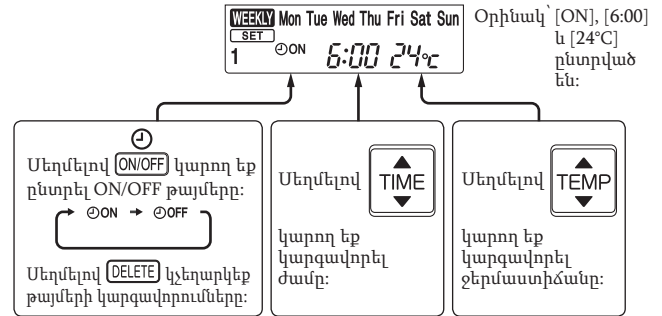 WEEKLY Mon Tue Wed Thu Fri Sat Sun
SET
1 ON 6:00 24°C
Օրինակ՝ [ON], [6:00]
և [24°C]
ընտրված
են։
Սեղմելով ON/OFF կարող եք
ընտրել ON/OFF թայմերը։
ON → OFF
Սեղմելով DELETE կչեղարկեք
թայմերի կարգավորումները։
Սեղմելով TIME
կարող եք
կարգավորել
ժամը։
Սեղմելով TEMP
կարող եք
կարգավորել
ջերմաստիճանը։